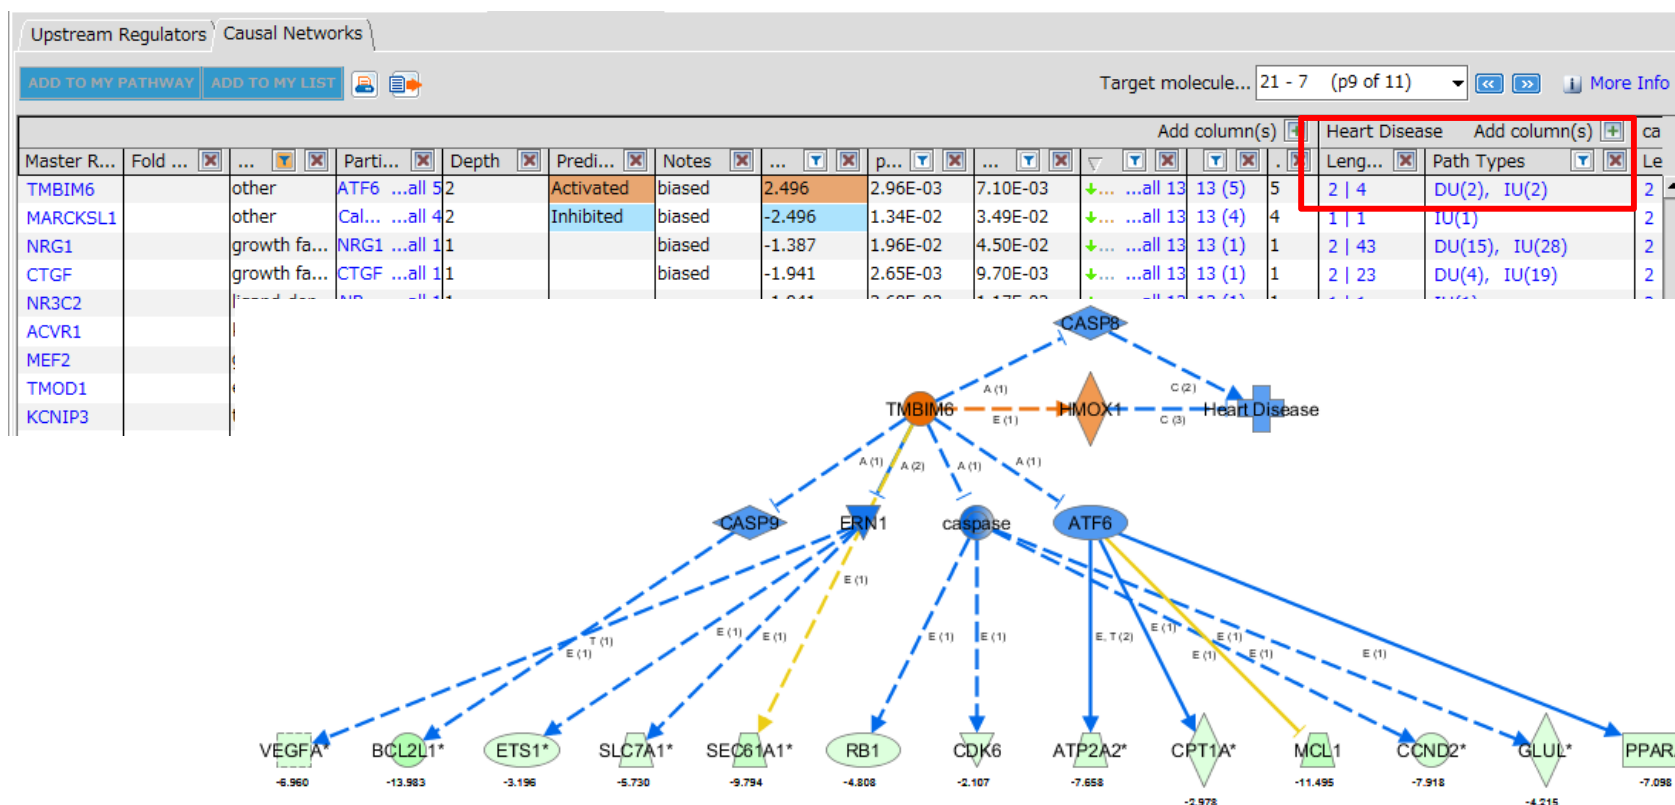 Upstream Regulators Causal Networks
ADD TO MY PATHWAY ADD TO MY LIST Target molecule... 21 - 7 (p9 of 11) << >> i More Info
Add column(s) + Heart Disease Add column(s) + ca
Master R... Fold ... ... Parti... Depth Predi... Notes ... p... ... . Leng... Path Types Le
TMBIM6 other ATF6 ...all 5 2 Activated biased 2.496 2.96E-03 7.10E-03 ... ...all 13 13 (5) 5 2 | 4 DU(2), IU(2) 2
MARCKSL1 other Cal... ...all 4 2 Inhibited biased -2.496 1.34E-02 3.49E-02 ... ...all 13 13 (4) 4 1 | 1 IU(1) 2
NRG1 growth fa... NRG1 ...all 1 1 biased -1.387 1.96E-02 4.50E-02 ... ...all 13 13 (1) 1 2 | 43 DU(15), IU(28) 2
CTGF growth fa... CTGF ...all 1 1 biased -1.941 2.65E-03 9.70E-03 ... ...all 13 13 (1) 1 2 | 23 DU(4), IU(19) 2
NR3C2
ACVR1
MEF2
TMOD1
KCNIP3
CASP8
A (1) C (2)
TMBIM6 HMOX1 Heart Disease
E (1) C (3)
A (1) A (2) A (1) A (1)
CASP9 ERN1 caspase ATF6
E (1)
T (1) E (1) E (1) E (1) E (1) E, T (2) E (1) E (1)
E (1) E (1) E (1) E (1)
VEGFA* BCL2L1* ETS1* SLC7A1* SEC61A1* RB1 CDK6 ATP2A2* CPT1A* MCL1 CCND2* GLUL* PPAR
-6.960 -13.983 -3.196 -5.730 -9.794 -4.808 -2.107 -7.658 -11.495 -7.918 -7.098
-2.978 -4.215